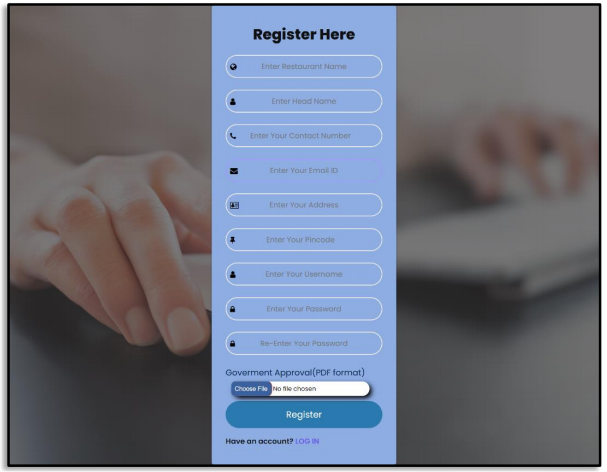 Register Here
Enter Restaurant Name
Enter Head Name
Enter Your Contact Number
Enter Your Email ID
Enter Your Address
Enter Your Pincode
Enter Your Username
Enter Your Password
Re-Enter Your Password
Goverment Approval(PDF format)
Choose File No file chosen
Register
Have an account? LOG IN